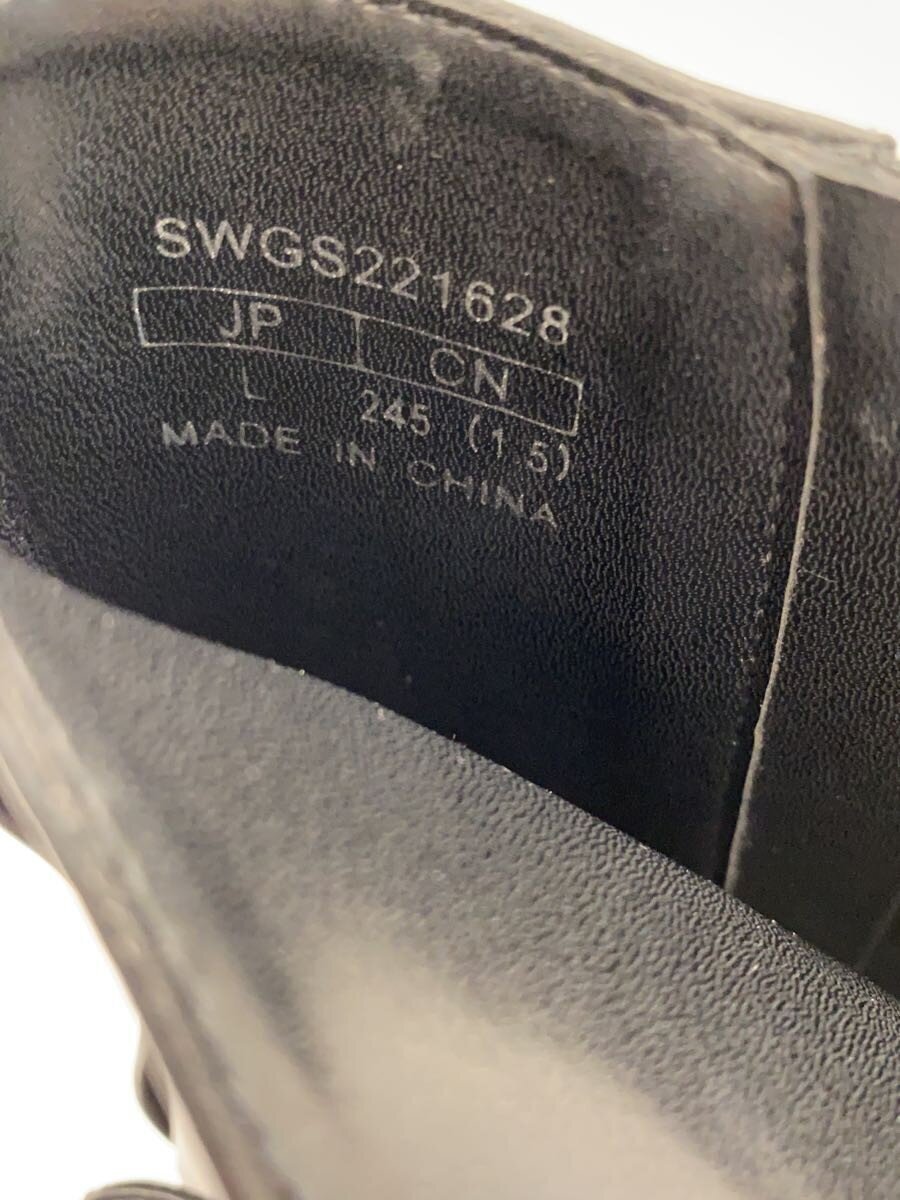 SWGS221628
JP CN
L 245 (1.5)
MADE IN CHINA